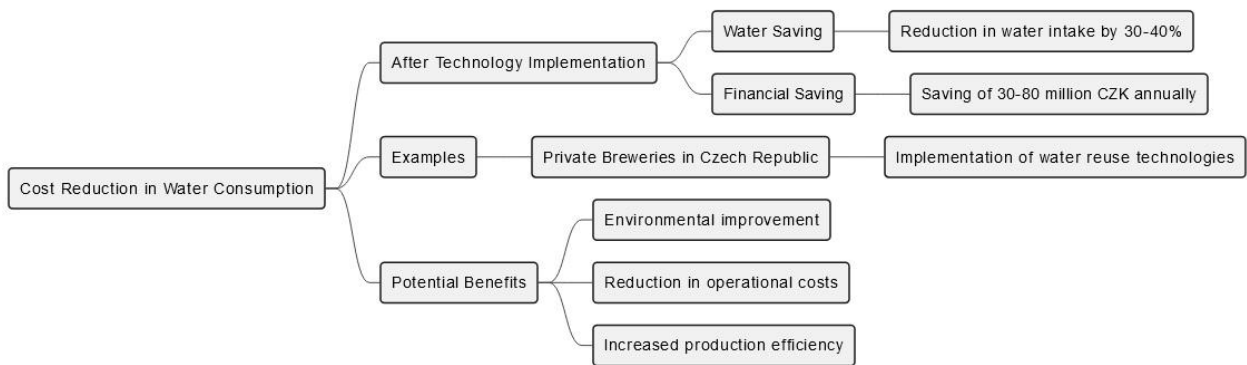 Cost Reduction in Water Consumption
After Technology Implementation
Water Saving
Reduction in water intake by 30-40%
Financial Saving
Saving of 30-80 million CZK annually
Examples
Private Breweries in Czech Republic
Implementation of water reuse technologies
Potential Benefits
Environmental improvement
Reduction in operational costs
Increased production efficiency